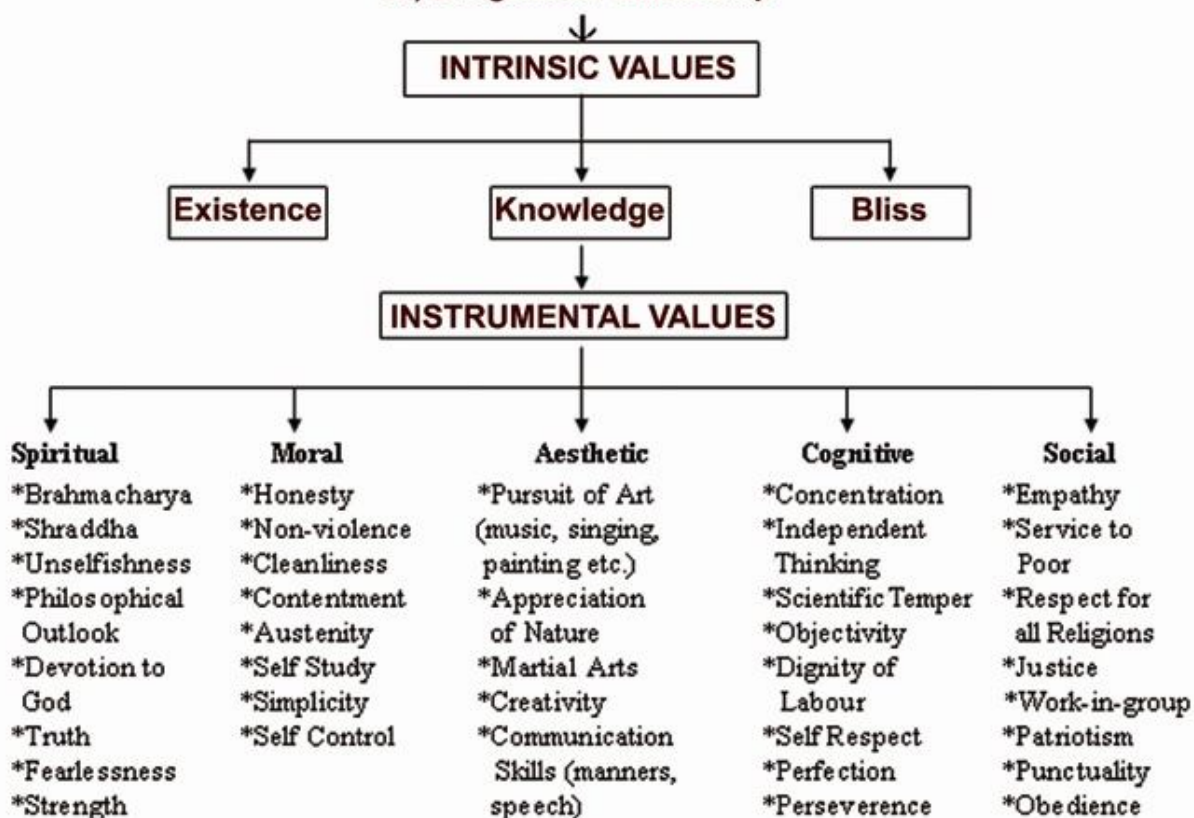 INTRINSIC VALUES
Existence
Knowledge
Bliss
INSTRUMENTAL VALUES
Spiritual
*Brahmacharya
*Shraddha
*Unselfishness
*Philosophical
Outlook
*Devotion to
God
*Truth
*Fearlessness
*Strength
Moral
*Honesty
*Non-violence
*Cleanliness
*Contentment
*Austenity
*Self Study
*Simplicity
*Self Control
Aesthetic
*Pursuit of Art
(music, singing,
painting etc.)
*Appreciation
of Nature
*Martial Arts
*Creativity
*Communication
Skills (manners,
speech)
Cognitive
*Concentration
*Independent
Thinking
*Scientific Temper
*Objectivity
*Dignity of
Labour
*Self Respect
*Perfection
*Perseverence
Social
*Empathy
*Service to
Poor
*Respect for
all Religions
*Justice
*Work-in-group
*Patriotism
*Punctuality
*Obedience